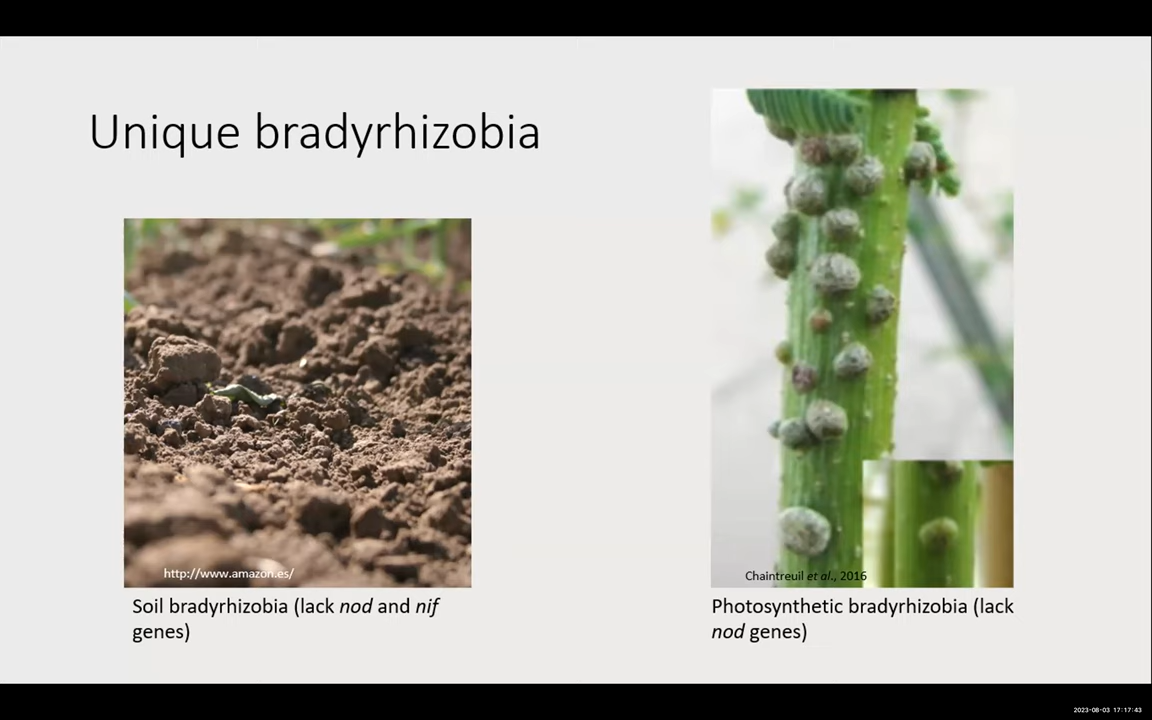 Unique bradyrhizobia
http://www.amazon.es/
Soil bradyrhizobia (lack nod and nif
genes)
Chaintreuil et al., 2016
Photosynthetic bradyrhizobia (lack
nod genes)
2023-08-03 17:17:43